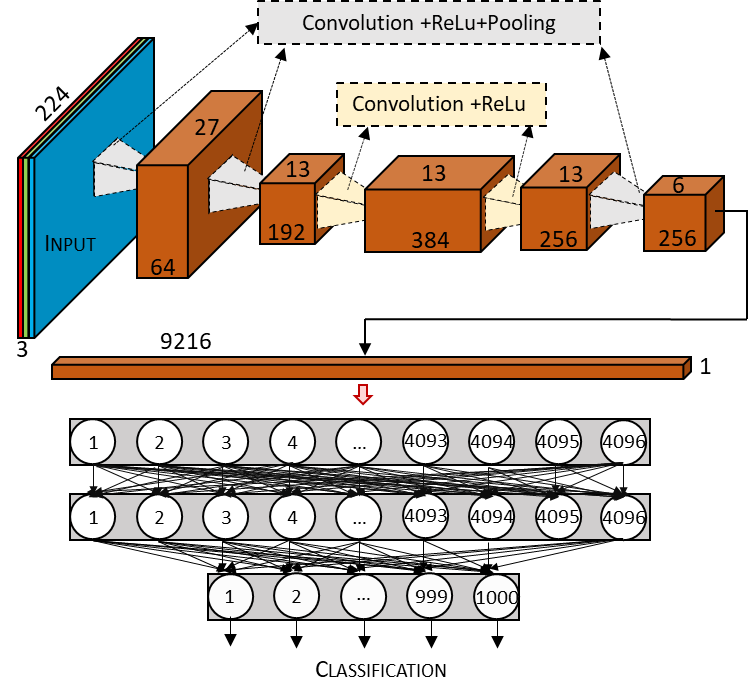 Convolution +ReLu+Pooling
224
Convolution +ReLu
27
13
13
13
6
INPUT
64
192
384
256
256
3
9216
1
1 2 3 4 ... 4093 4094 4095 4096
1 2 3 4 ... 4093 4094 4095 4096
1 2 ... 999 1000
CLASSIFICATION